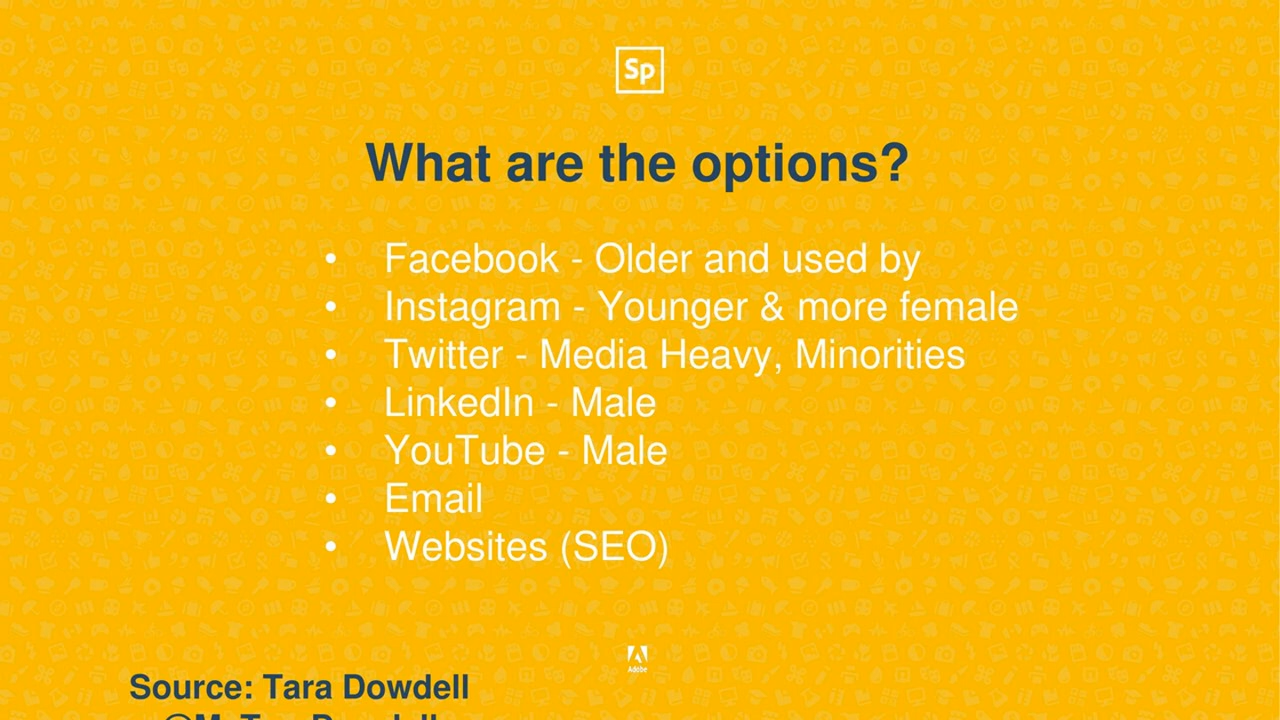 Sp
What are the options?
• Facebook - Older and used by
• Instagram - Younger & more female
• Twitter - Media Heavy, Minorities
• LinkedIn - Male
• YouTube - Male
• Email
• Websites (SEO)
Adobe
Source: Tara Dowdell